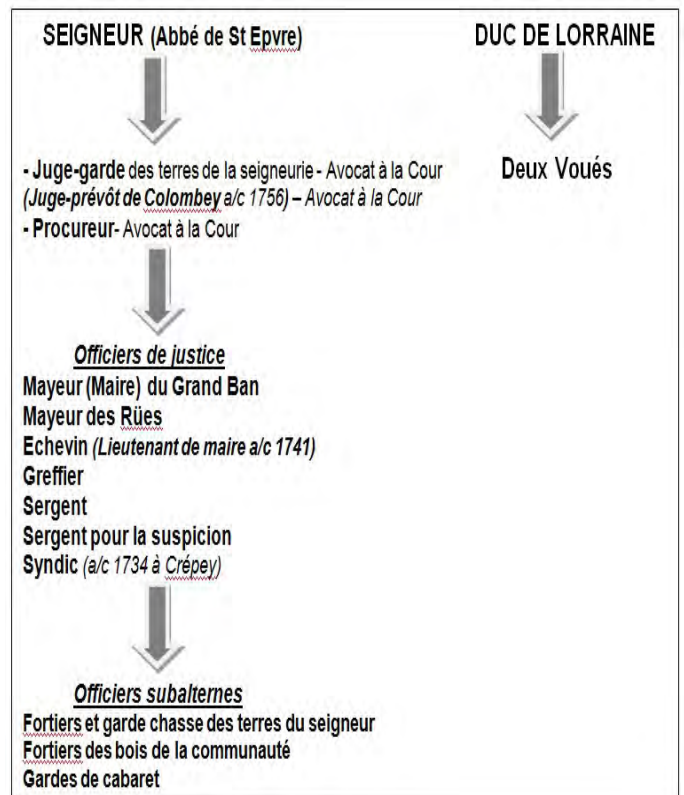 SEIGNEUR (Abbé de St Epvre)
DUC DE LORRAINE
- Juge-garde des terres de la seigneurie - Avocat à la Cour
(Juge-prévôt de Colombey a/c 1756) – Avocat à la Cour
- Procureur- Avocat à la Cour
Deux Voués
Officiers de justice
Mayeur (Maire) du Grand Ban
Mayeur des Rües
Echevin (Lieutenant de maire a/c 1741)
Greffier
Sergent
Sergent pour la suspicion
Syndic (a/c 1734 à Crépey)
Officiers subalternes
Fortiers et garde chasse des terres du seigneur
Fortiers des bois de la communauté
Gardes de cabaret